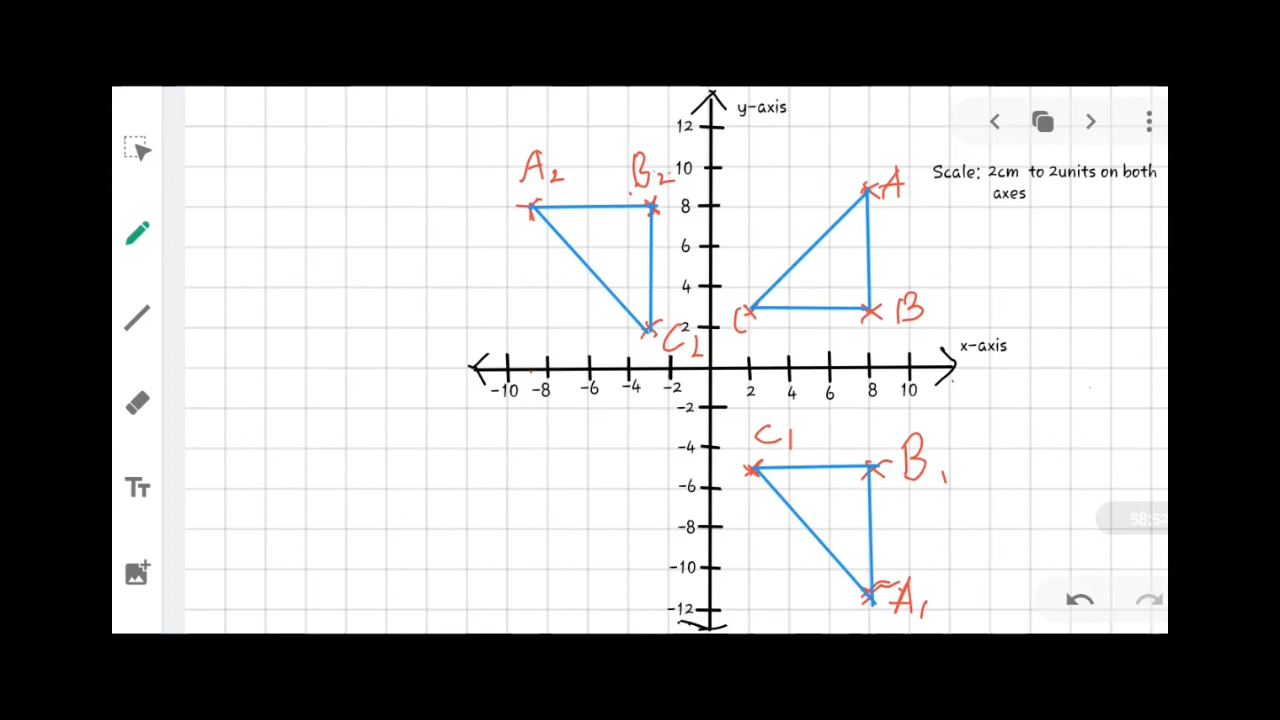 y-axis
12
10
8
6
4
2
Scale: 2cm to 2units on both
axes
A₂
B₂
C₂
A
B
C
x-axis
-10 -8 -6 -4 -2 2 4 6 8 10
-2
-4
-6
-8
-10
-12
C₁
B₁
A₁
Tт